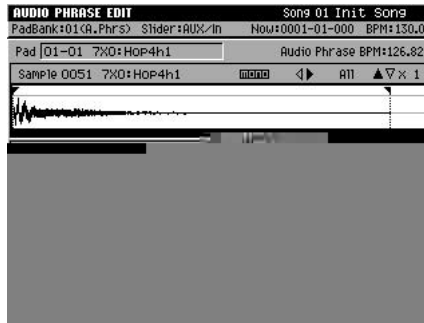 AUDIO PHRASE EDIT Song 01 Init Song
PadBank:01(A.Phrs) Slider:AUX/In Now:0001-01-000 BPM:130.0
Pad 01-01 7X0:Hop4h1 Audio Phrase BPM:126.82
Sample 0051 7X0:Hop4h1 mono All × 1